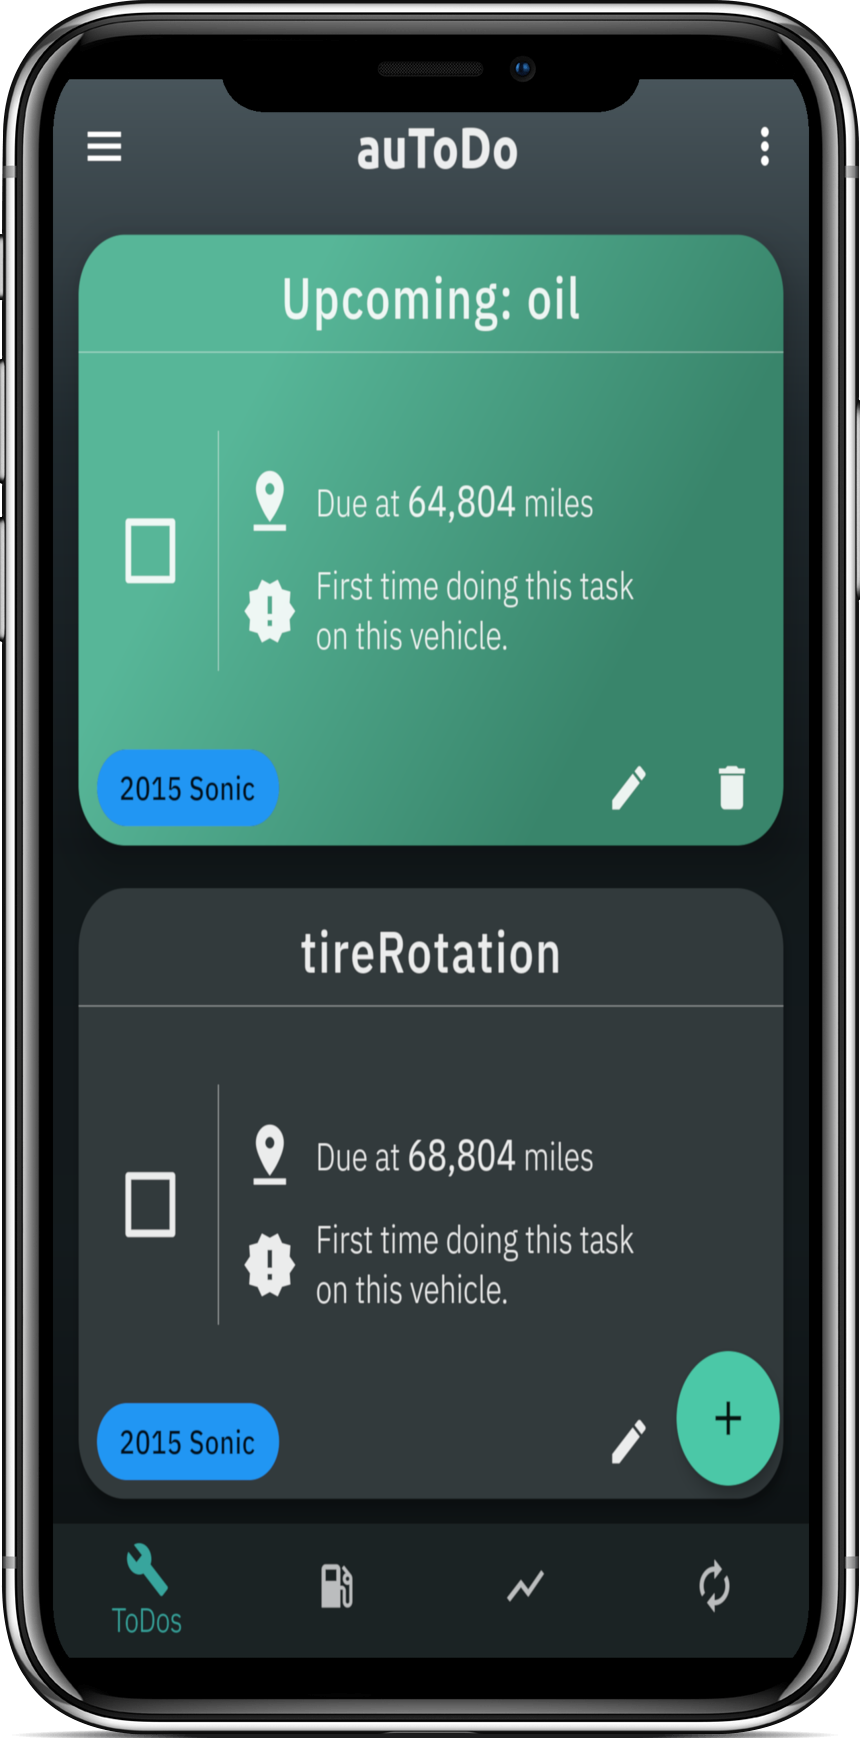 auToDo
Upcoming: oil
Due at 64,804 miles
First time doing this task
on this vehicle.
2015 Sonic
tireRotation
Due at 68,804 miles
First time doing this task
on this vehicle.
2015 Sonic
ToDos